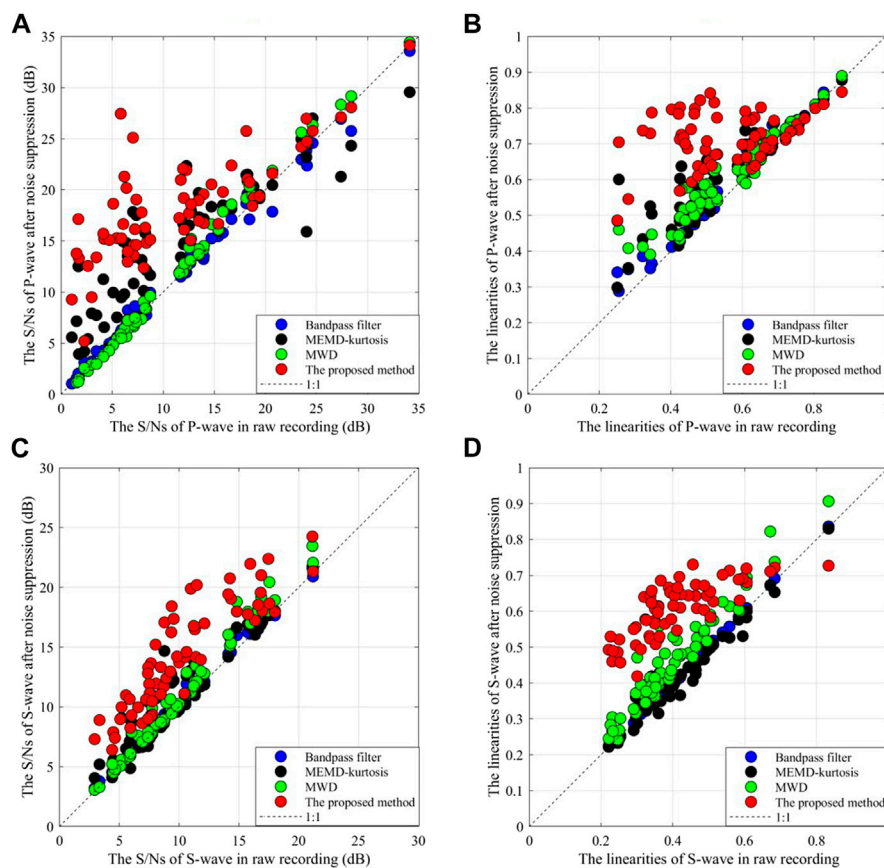 A
B
35
30
25
20
15
10
5
0
The S/Ns of P-wave after noise suppression (dB)
Bandpass filter
MEMD-kurtosis
MWD
The proposed method
1:1
0 5 10 15 20 25 30 35
The S/Ns of P-wave in raw recording (dB)
1
0.9
0.8
0.7
0.6
0.5
0.4
0.3
0.2
0.1
0
The linearities of P-wave after noise suppression
Bandpass filter
MEMD-kurtosis
MWD
The proposed method
1:1
0 0.2 0.4 0.6 0.8
The linearities of P-wave in raw recording
C
D
30
25
20
15
10
5
0
The S/Ns of S-wave after noise suppression (dB)
Bandpass filter
MEMD-kurtosis
MWD
The proposed method
1:1
0 5 10 15 20 25 30
The S/Ns of S-wave in raw recording (dB)
1
0.9
0.8
0.7
0.6
0.5
0.4
0.3
0.2
0.1
0
The linearities of S-wave after noise suppression
Bandpass filter
MEMD-kurtosis
MWD
The proposed method
1:1
0 0.2 0.4 0.6 0.8
The linearities of S-wave in raw recording